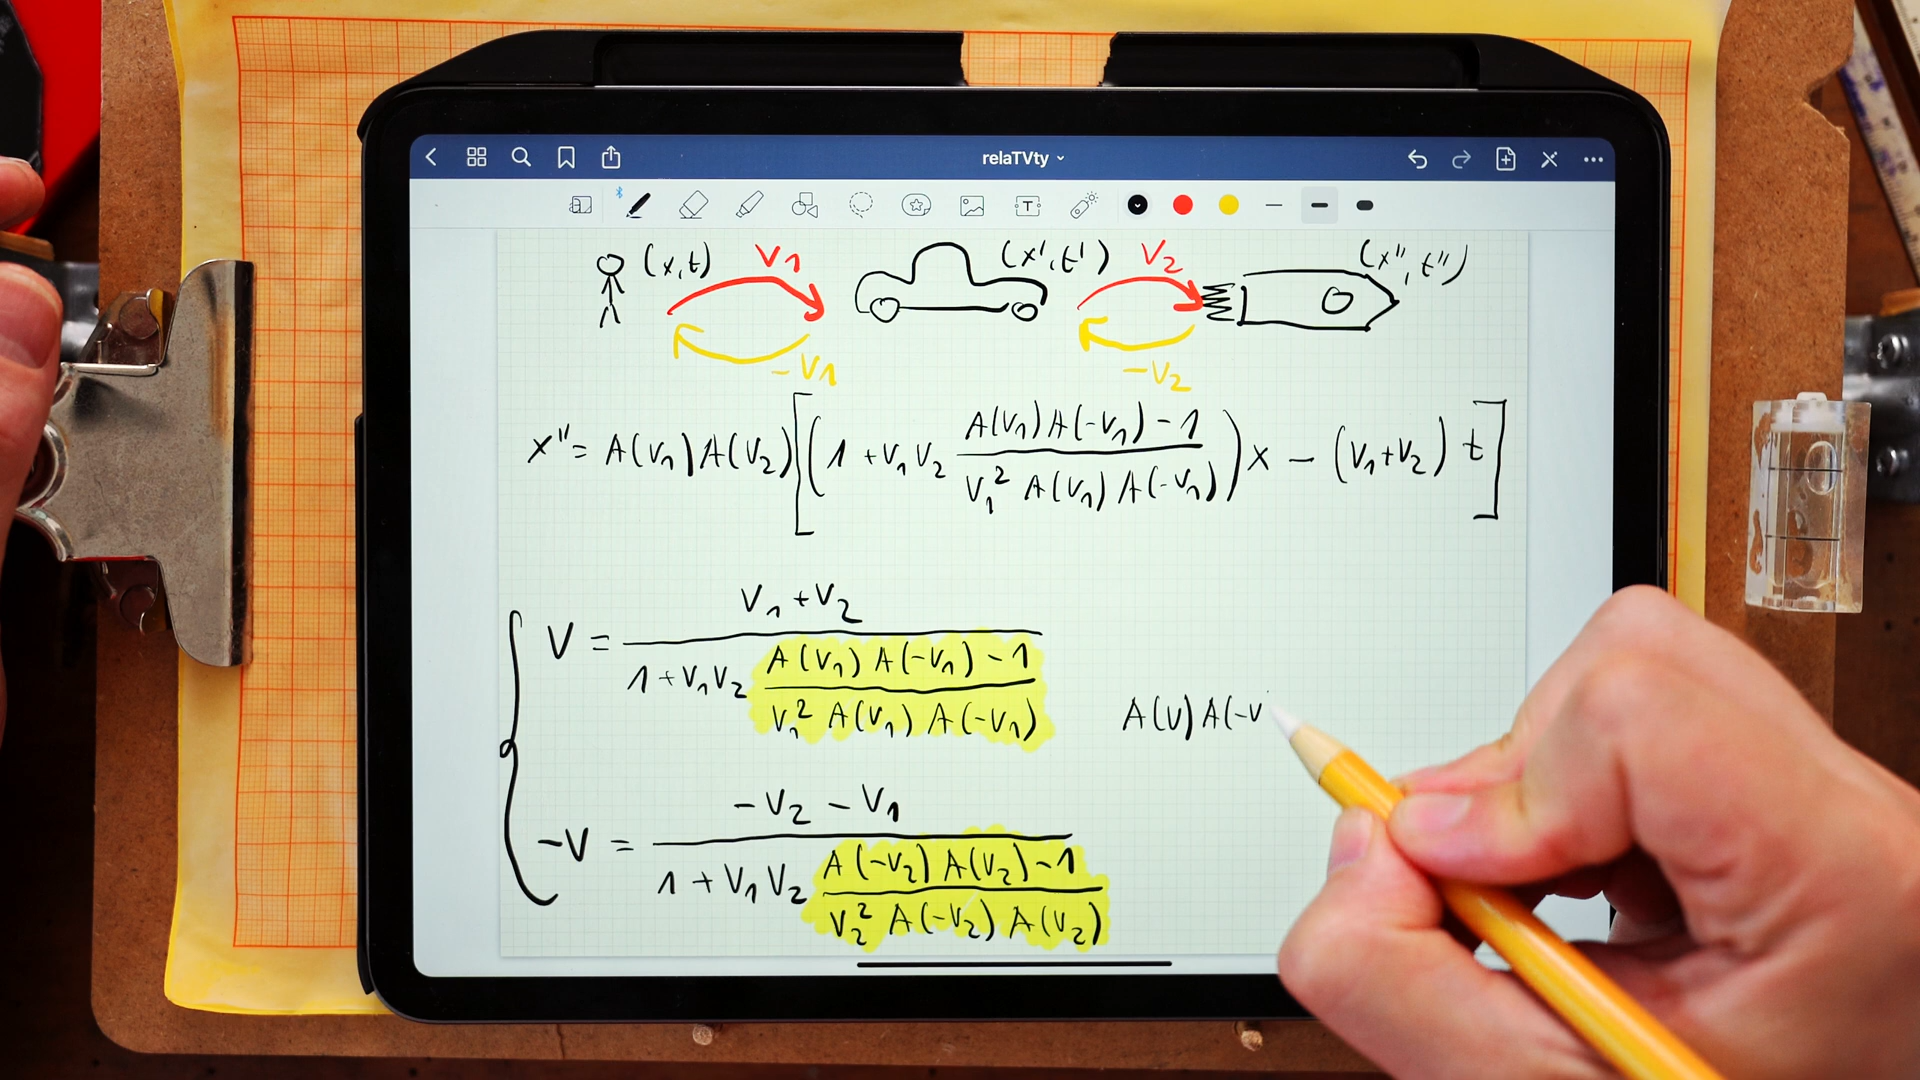 relaTVty
T
(x,t) V1 (x',t') V2 (x'',t'')
-V1 -V2
x'' = A(V1)A(V2)[(1+V1V2 (A(V1)A(-V1)-1)/(V1² A(V1)A(-V1)))x - (V1+V2)t]
V = (V1+V2)/(1+V1V2 (A(V1)A(-V1)-1)/(V1² A(V1)A(-V1)))
A(V)A(-V
-V = (-V2-V1)/(1+V1V2 (A(-V2)A(V2)-1)/(V2² A(-V2)A(V2)))